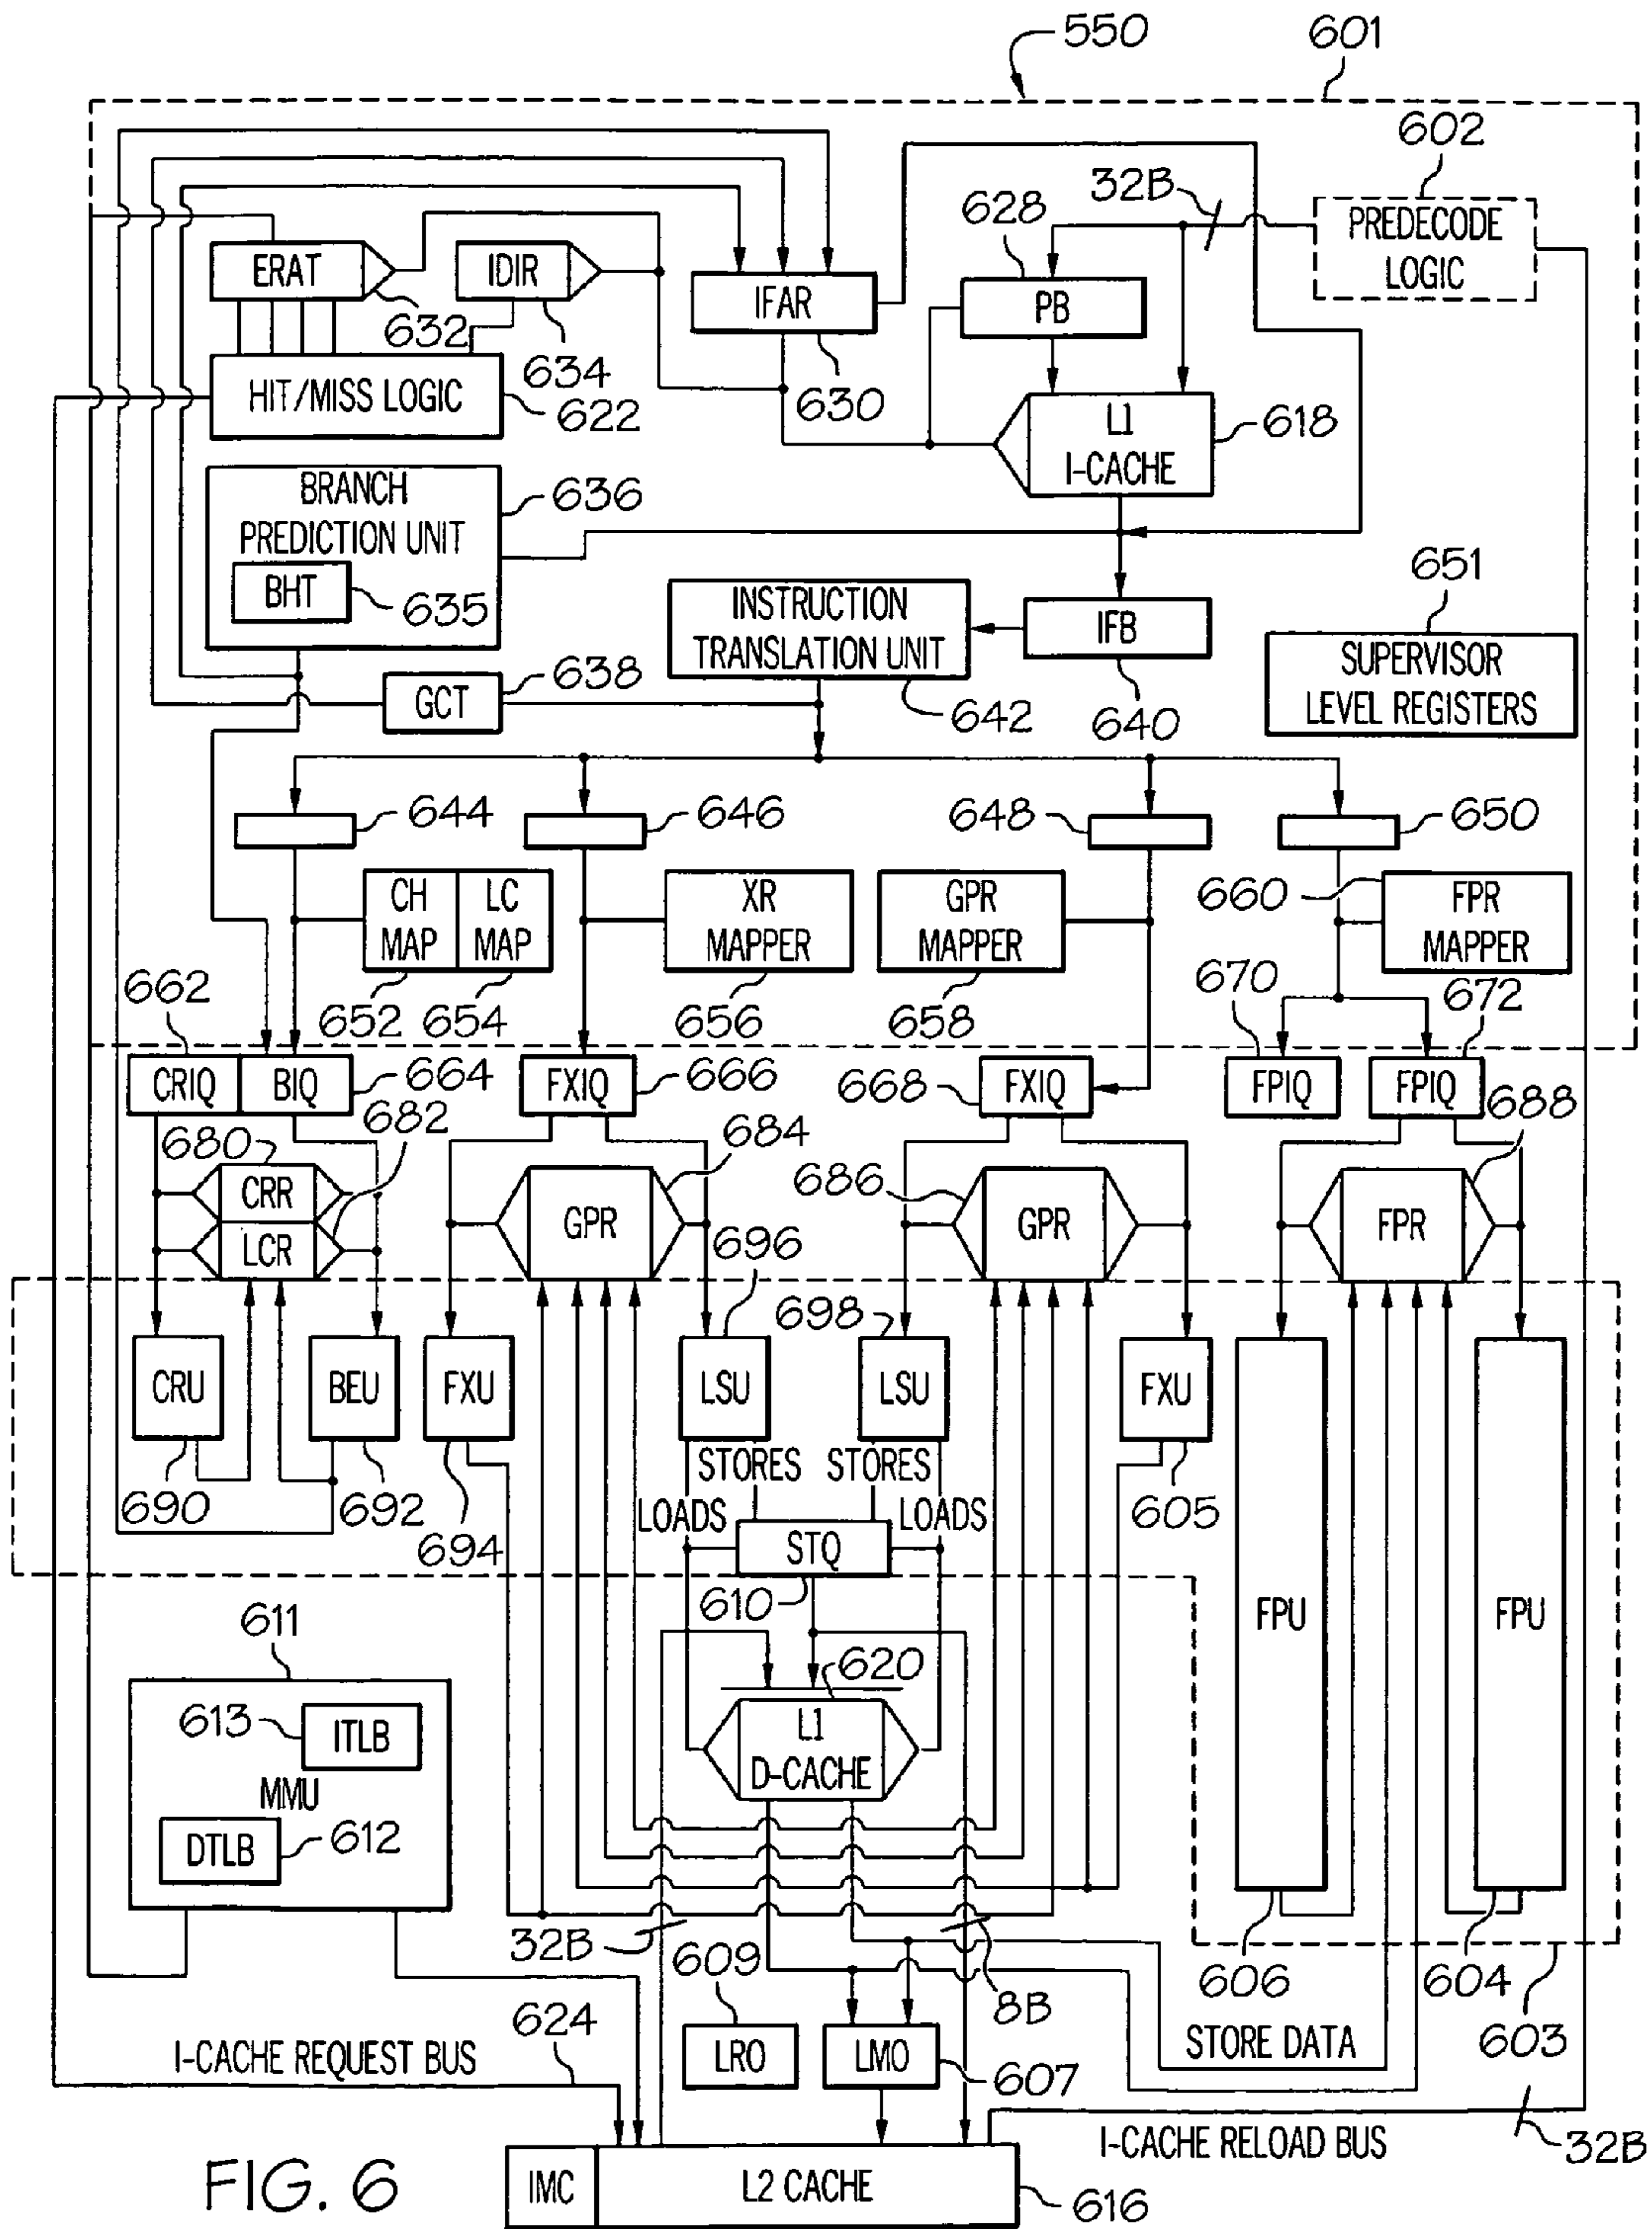 550
601
602
32B
628
PREDECODE
LOGIC
ERAT
IDIR
IFAR
PB
632
634
630
HIT/MISS LOGIC
622
L1
I-CACHE
618
BRANCH
PREDICTION UNIT
636
BHT
635
INSTRUCTION
TRANSLATION UNIT
IFB
651
SUPERVISOR
LEVEL REGISTERS
GCT
638
642
640
644
646
648
650
CH
MAP
LC
MAP
XR
MAPPER
GPR
MAPPER
660
FPR
MAPPER
662
652
654
656
658
670
672
CRIQ
BIQ
664
FXIQ
666
668
FXIQ
FPIQ
FPIQ
680
682
684
686
688
CRR
LCR
GPR
GPR
FPR
696
698
CRU
BEU
FXU
LSU
LSU
FXU
STORES
STORES
690
692
694
LOADS
LOADS
605
STQ
610
FPU
FPU
611
620
613
ITLB
L1
D-CACHE
MMU
DTLB
612
32B
609
8B
606
604
603
624
STORE DATA
I-CACHE REQUEST BUS
LRO
LMO
607
I-CACHE RELOAD BUS
32B
FIG. 6
IMC
L2 CACHE
616